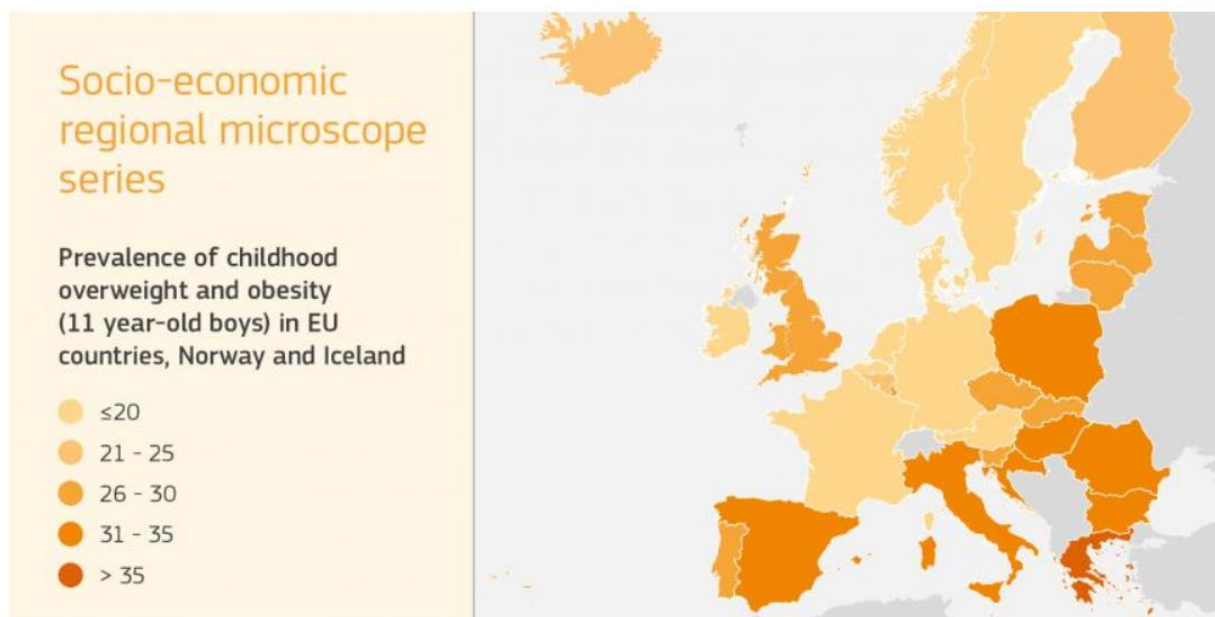 Socio-economic
regional microscope
series
Prevalence of childhood
overweight and obesity
(11 year-old boys) in EU
countries, Norway and Iceland
≤20
21 - 25
26 - 30
31 - 35
> 35